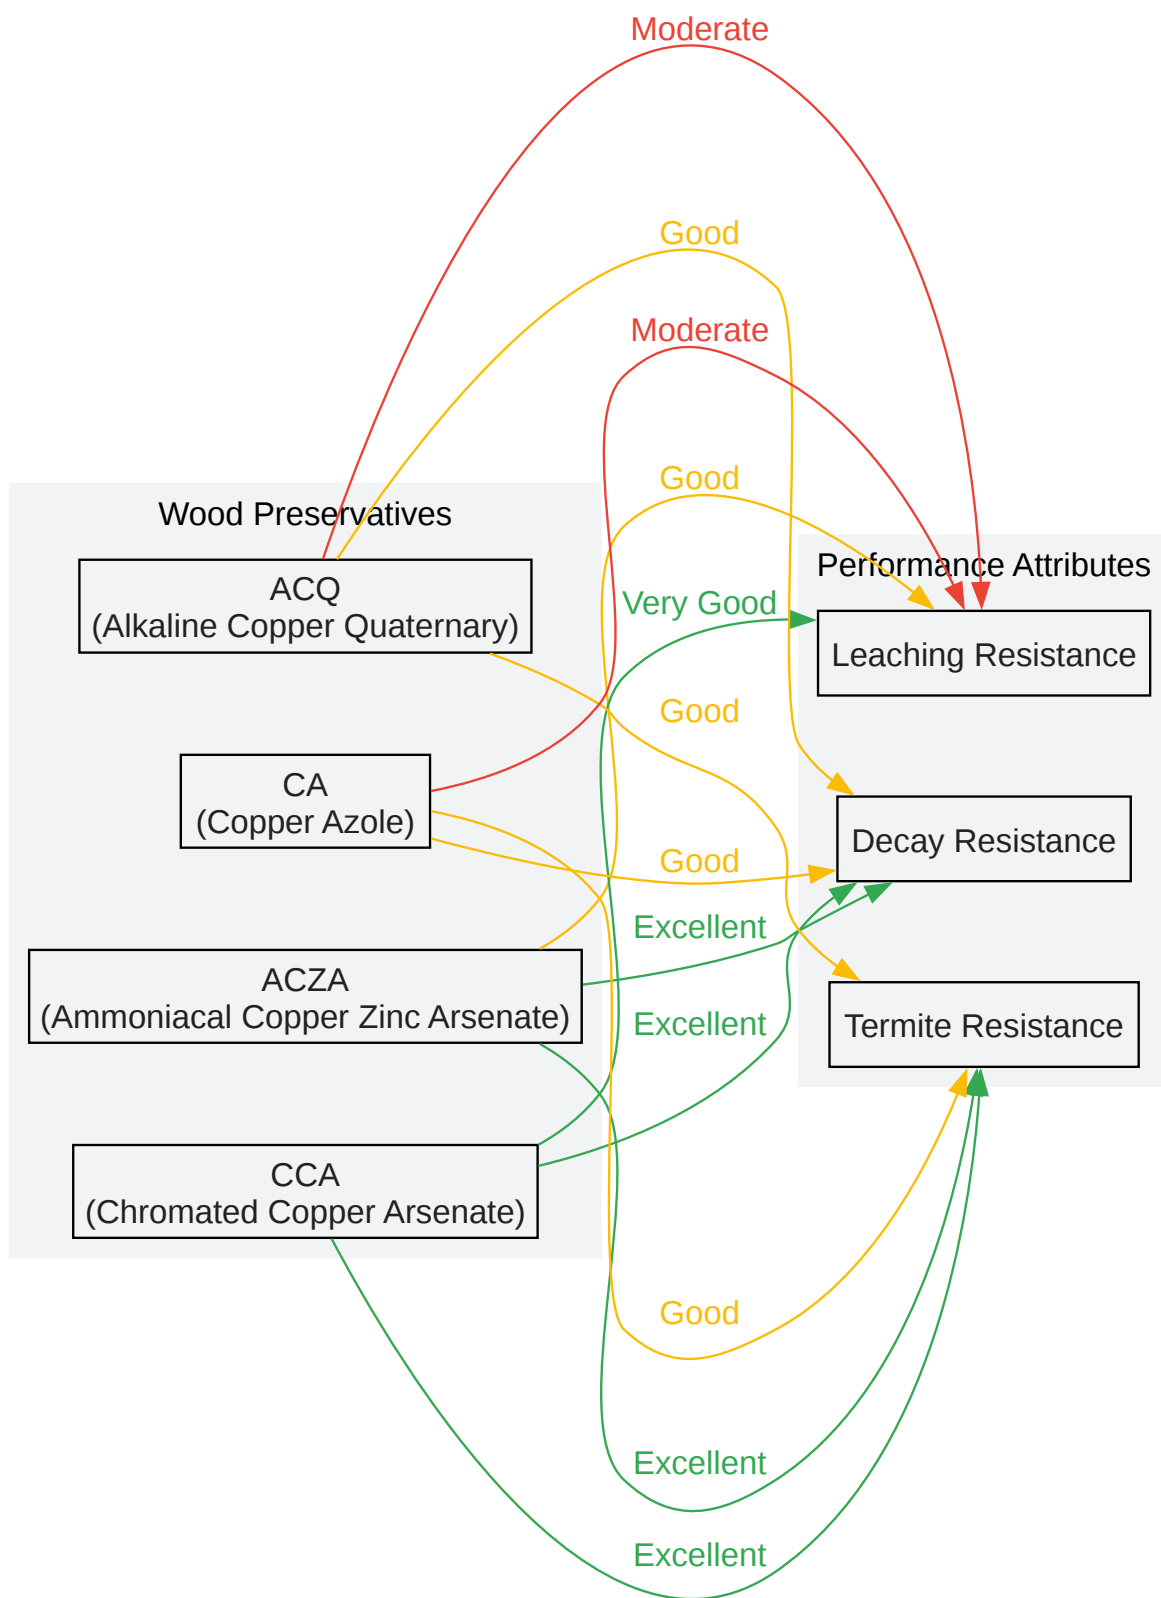 Moderate
Good
Moderate
Good
Wood Preservatives
Performance Attributes
ACQ
(Alkaline Copper Quaternary)
Very Good
Leaching Resistance
Good
CA
(Copper Azole)
Good
Decay Resistance
Excellent
ACZA
(Ammoniacal Copper Zinc Arsenate)
Excellent
Termite Resistance
CCA
(Chromated Copper Arsenate)
Good
Excellent
Excellent